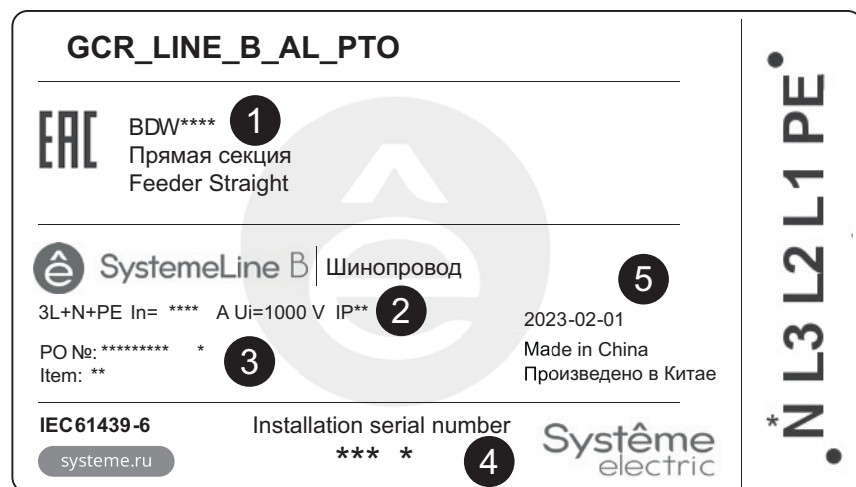 GCR_LINE_B_AL_PTO
EAC
BDW**** 1
Прямая секция
Feeder Straight
ê SystemeLine B Шинопровод
3L+N+PE In= **** A Ui=1000 V IP** 2
5
2023-02-01
PO №: ********* *
Item: **
3
Made in China
Произведено в Китае
IEC61439-6
systeme.ru
Installation serial number
*** * 4
Système
electric
*N L3 L2 L1 PE